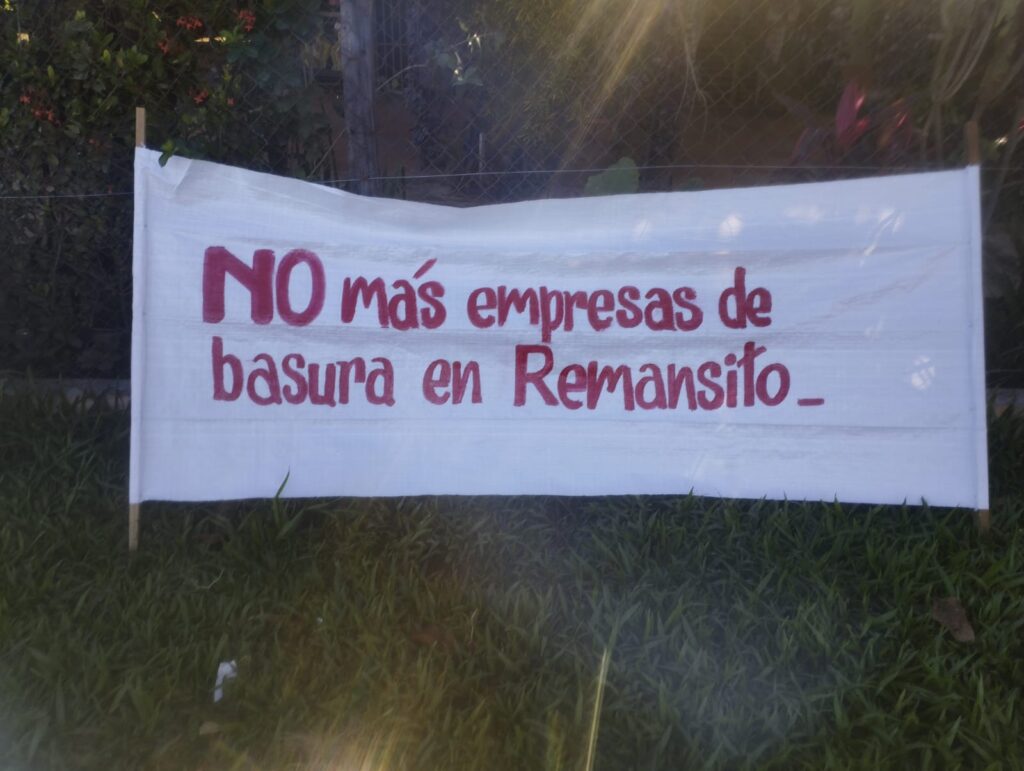 NO más empresas de
basura en Remansito_